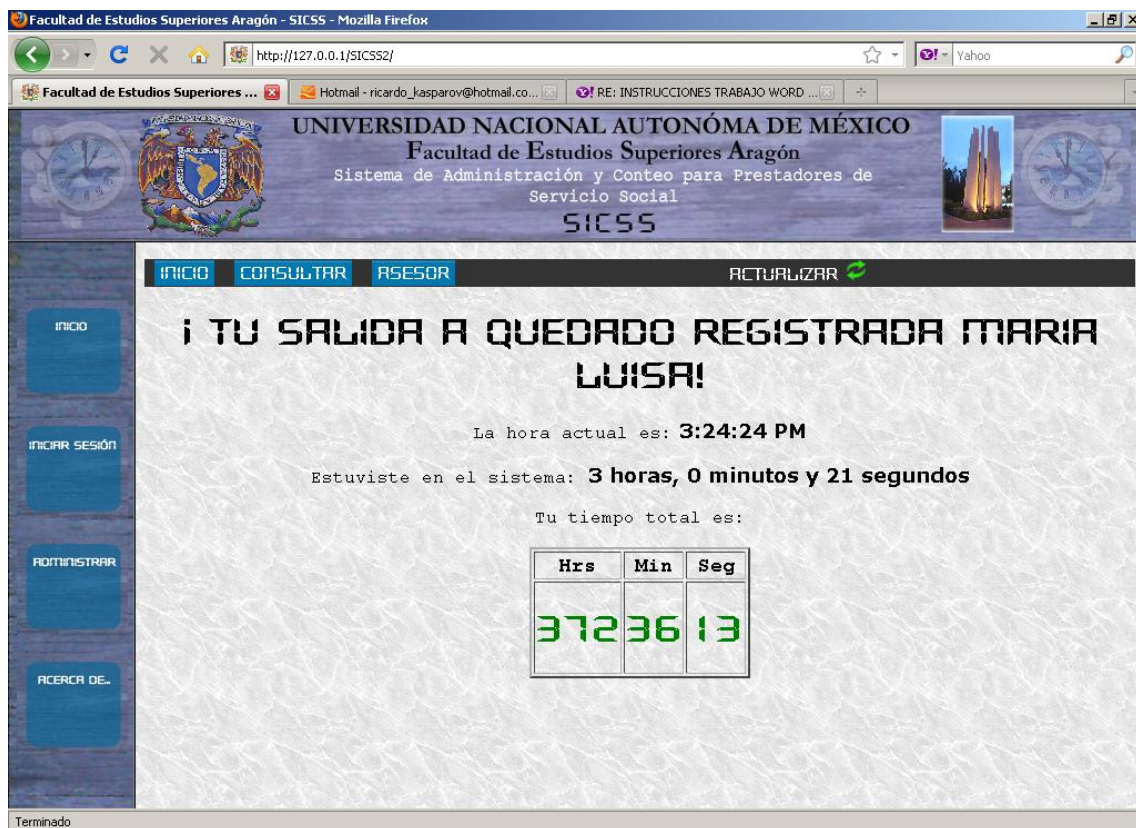 Facultad de Estudios Superiores Aragón - SICSS - Mozilla Firefox
http://127.0.0.1/SICSS2/
Yahoo
Facultad de Estudios Superiores ...
Hotmail - ricardo_kasparov@hotmail.co...
RE: INSTRUCCIONES TRABAJO WORD ...
UNIVERSIDAD NACIONAL AUTONÓMA DE MÉXICO
Facultad de Estudios Superiores Aragón
Sistema de Administración y Conteo para Prestadores de
Servicio Social
SICSS
INICIO CONSULTAR ASESOR ACTUALIZAR
INICIO
INICIAR SESIÓN
ADMINISTRAR
ACERCA DE..
¡ TU SALIDA A QUEDADO REGISTRADA MARIA
LUISA!
La hora actual es: 3:24:24 PM
Estuviste en el sistema: 3 horas, 0 minutos y 21 segundos
Tu tiempo total es:
Hrs Min Seg
372 36 13
Terminado